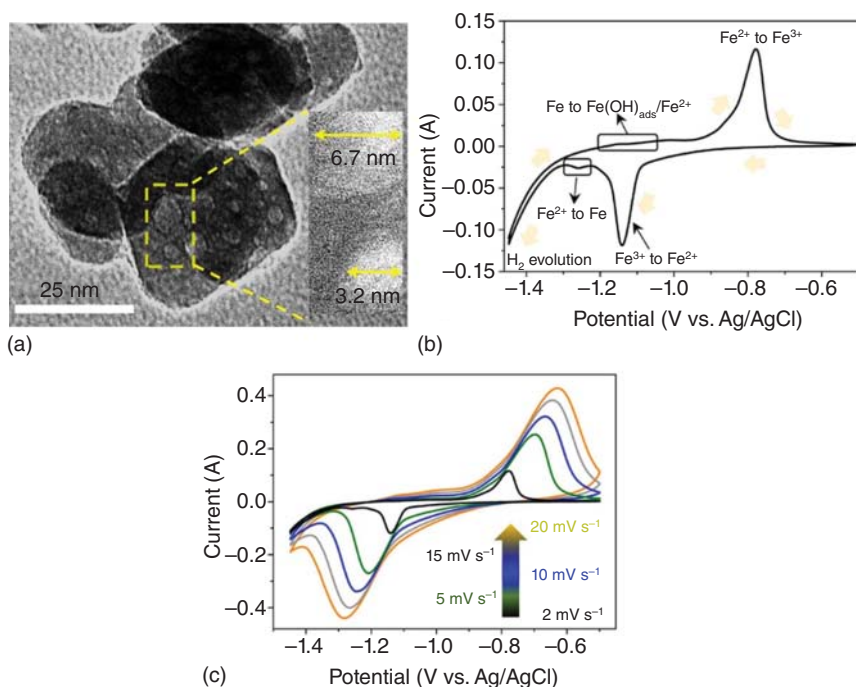 25 nm
6.7 nm
3.2 nm
(a)
Current (A)
0.15
0.10
0.05
0.00
−0.05
−0.10
0.15
Fe²⁺ to Fe³⁺
Fe to Fe(OH)ₐdₛ/Fe²⁺
Fe²⁺ to Fe
Fe³⁺ to Fe²⁺
H₂ evolution
−1.4 −1.2 −1.0 −0.8 −0.6
Potential (V vs. Ag/AgCl)
(b)
Current (A)
0.4
0.2
0.0
−0.2
−0.4
20 mV s⁻¹
15 mV s⁻¹
10 mV s⁻¹
5 mV s⁻¹
2 mV s⁻¹
−1.4 −1.2 −1.0 −0.8 −0.6
Potential (V vs. Ag/AgCl)
(c)